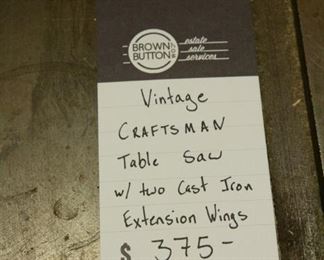 BROWN
BUTTON
estate
sale
services
Vintage
CRAFTSMAN
Table Saw
w/ two Cast Iron
Extension Wings
$ 375-